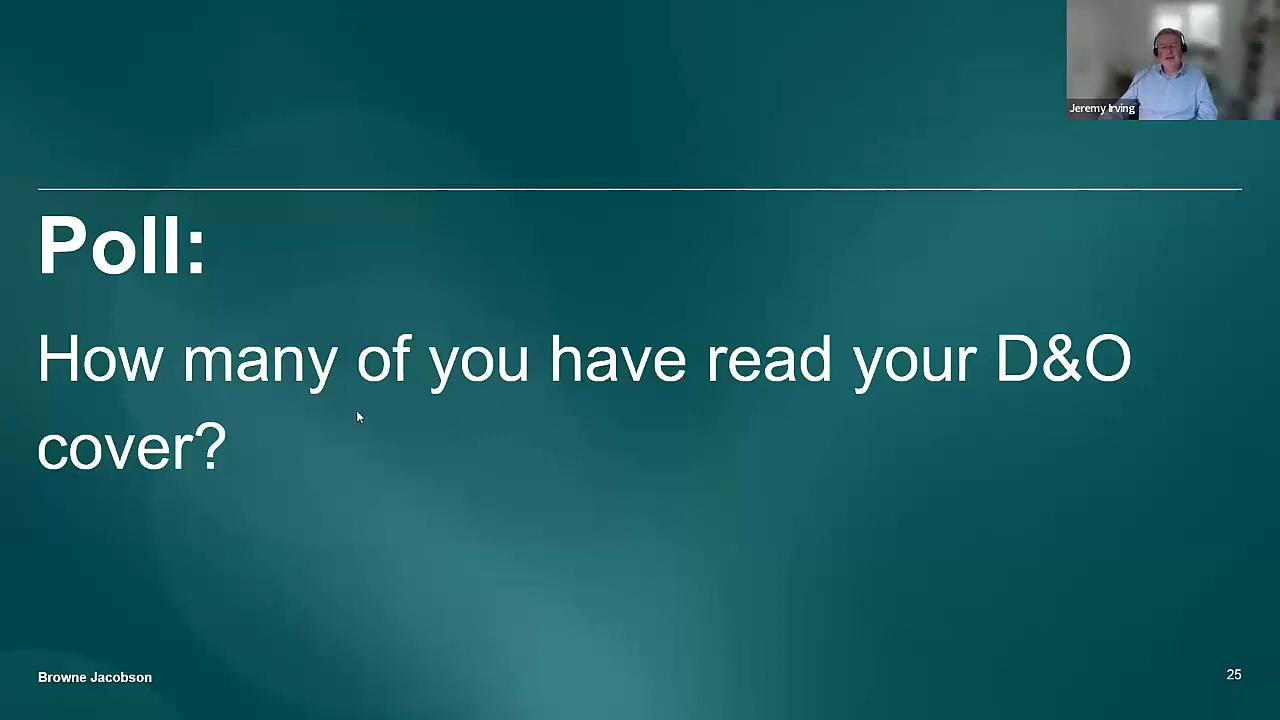 Jeremy Irving
Poll:
How many of you have read your D&O
cover?
Browne Jacobson
25